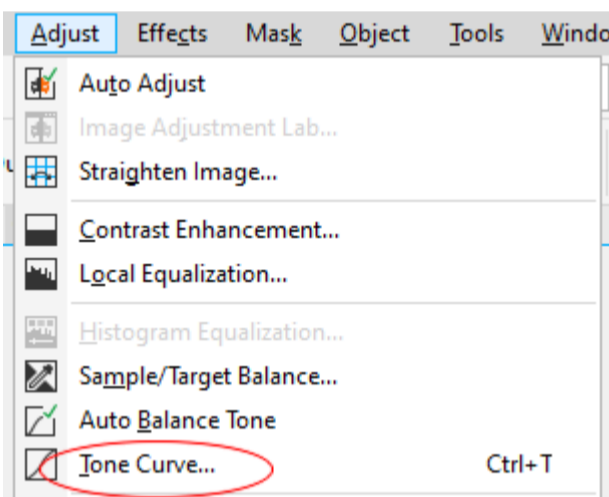 Adjust Effects Mask Object Tools
Auto Adjust
Image Adjustment Lab...
Straighten Image...
Contrast Enhancement...
Local Equalization...
Histogram Equalization...
Sample/Target Balance...
Auto Balance Tone
Tone Curve... Ctrl+T